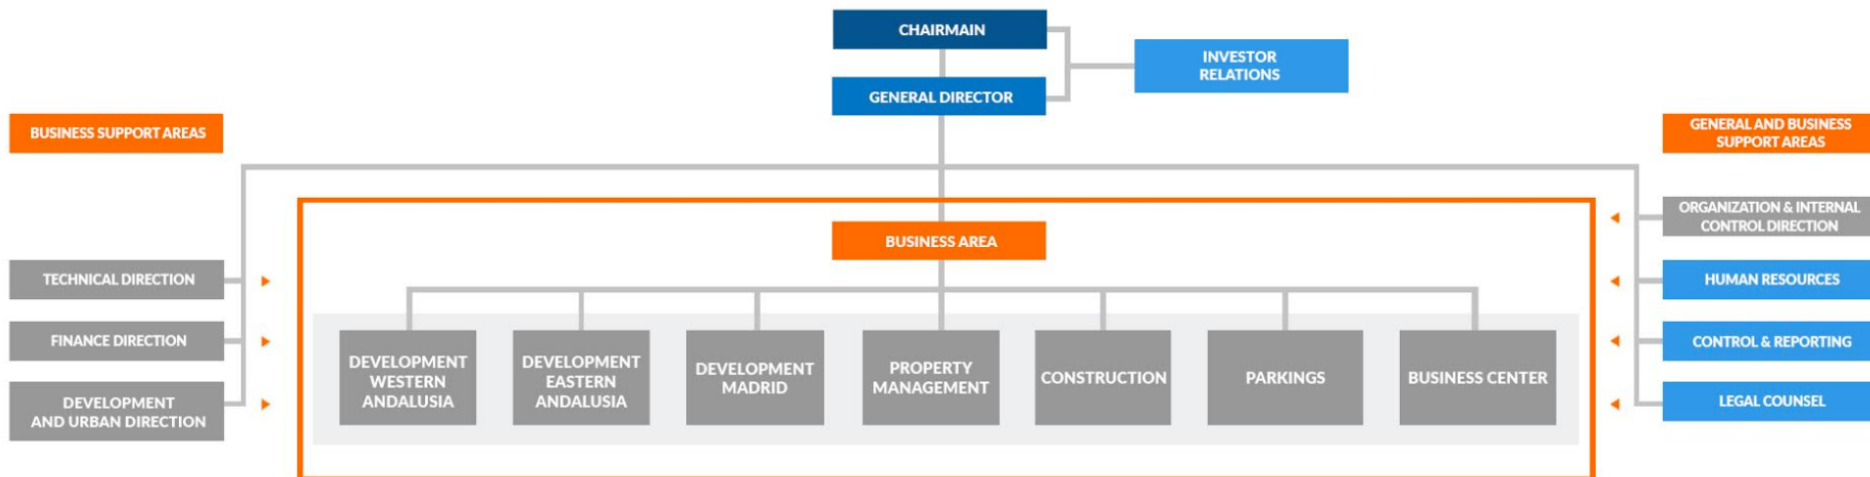 CHAIRMAIN
INVESTOR
RELATIONS
GENERAL DIRECTOR
BUSINESS SUPPORT AREAS
GENERAL AND BUSINESS
SUPPORT AREAS
ORGANIZATION & INTERNAL
CONTROL DIRECTION
BUSINESS AREA
TECHNICAL DIRECTION
HUMAN RESOURCES
FINANCE DIRECTION
CONTROL & REPORTING
DEVELOPMENT
AND URBAN DIRECTION
LEGAL COUNSEL
DEVELOPMENT
WESTERN
ANDALUSIA
DEVELOPMENT
EASTERN
ANDALUSIA
DEVELOPMENT
MADRID
PROPERTY
MANAGEMENT
CONSTRUCTION
PARKINGS
BUSINESS CENTER